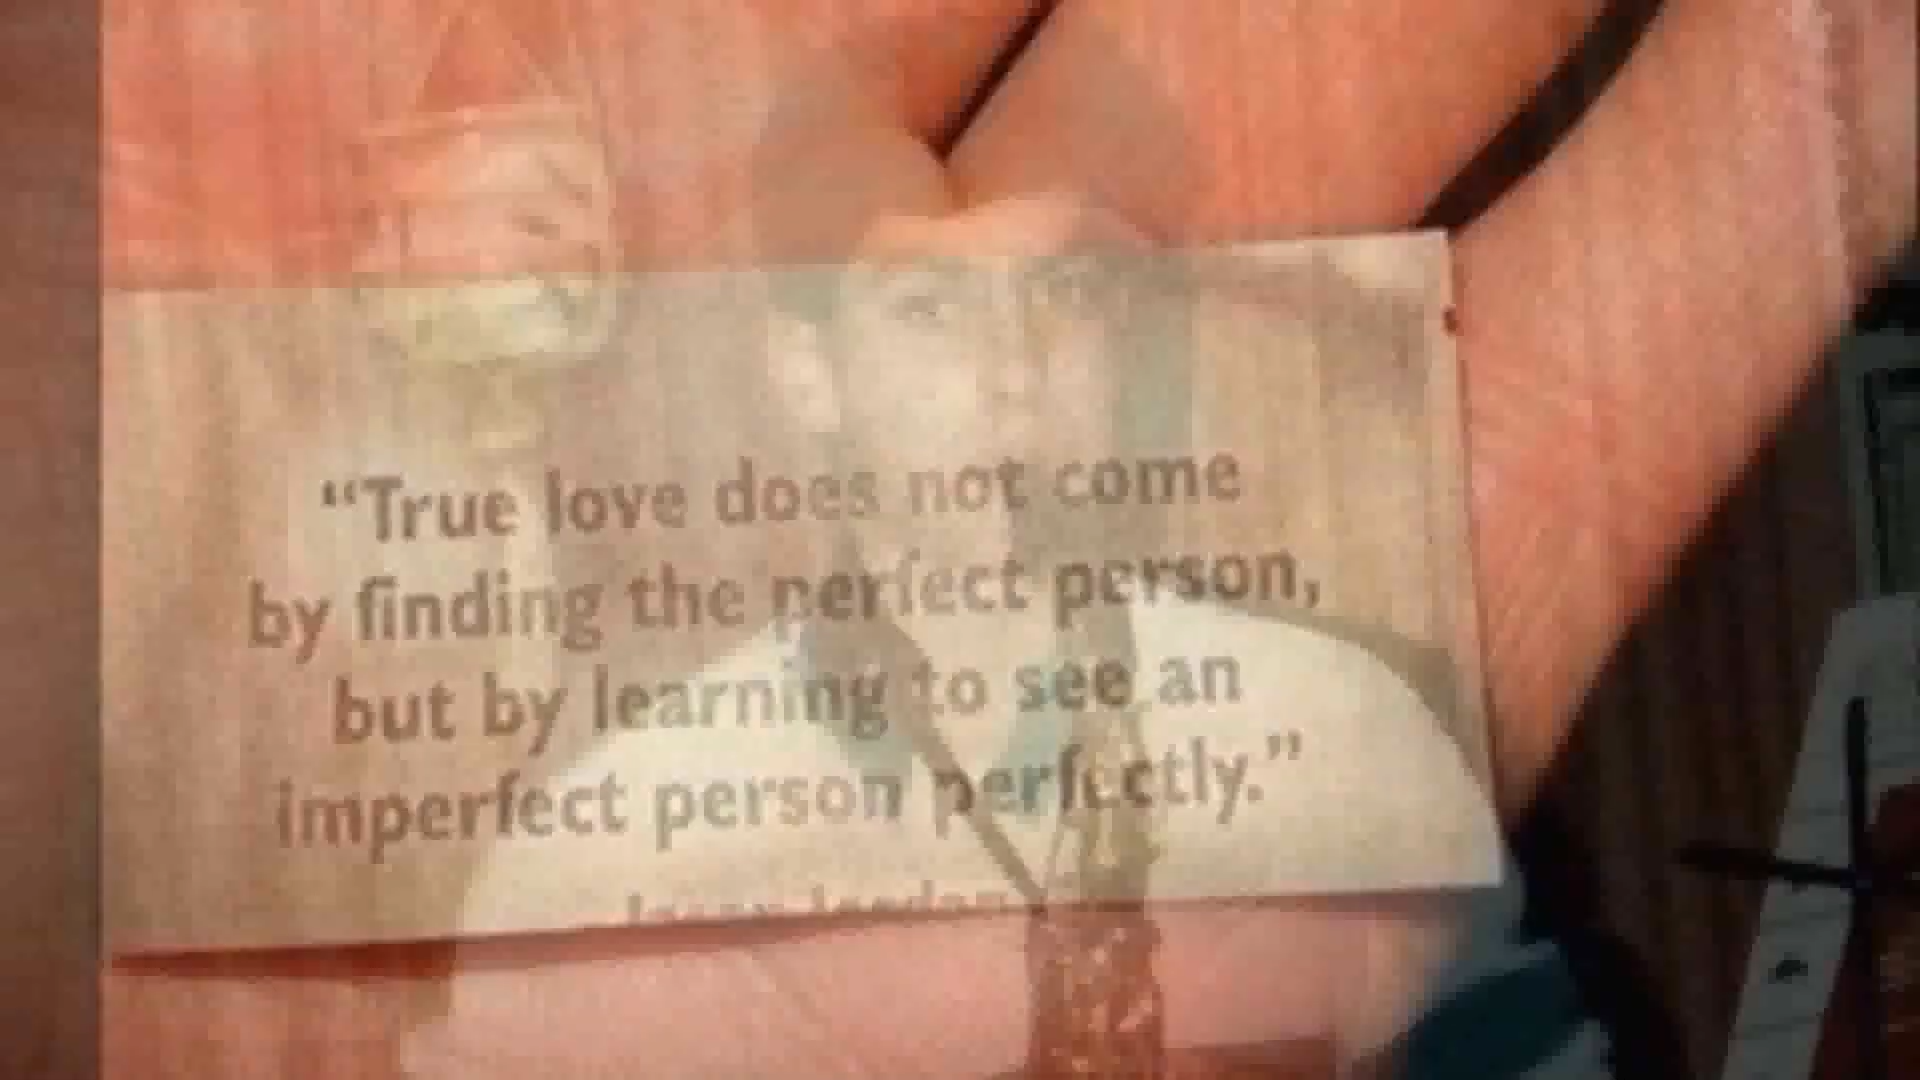 “True love does not come
by finding the perfect person,
but by learning to see an
imperfect person perfectly.”